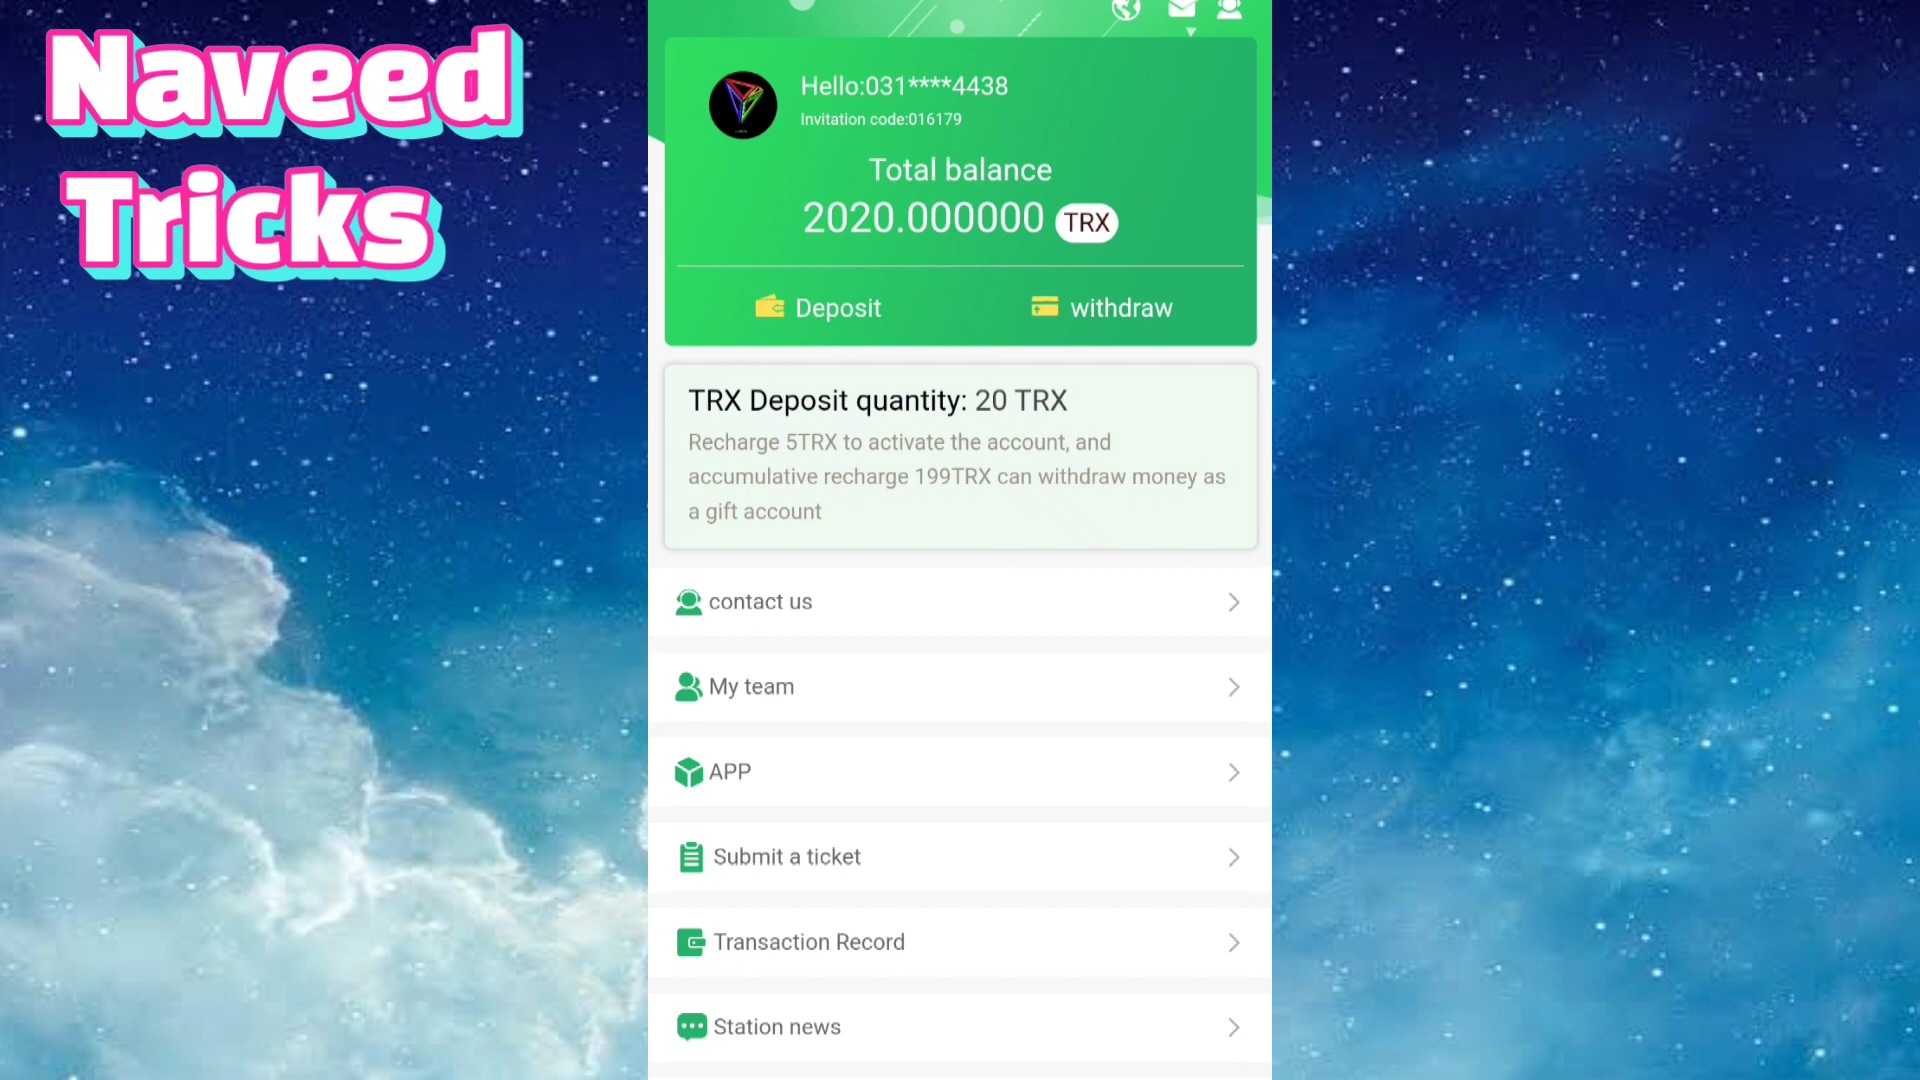 Naveed
Tricks
Hello:031****4438
Invitation code:016179
Total balance
2020.000000 TRX
Deposit
withdraw
TRX Deposit quantity: 20 TRX
Recharge 5TRX to activate the account, and
accumulative recharge 199TRX can withdraw money as
a gift account
contact us
My team
APP
Submit a ticket
Transaction Record
Station news